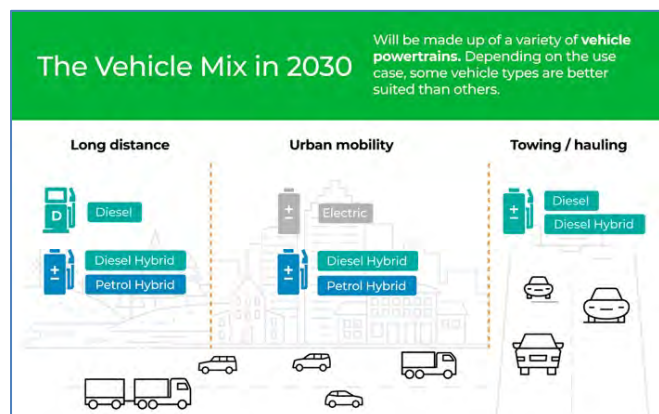 The Vehicle Mix in 2030
Will be made up of a variety of vehicle
powertrains. Depending on the use
case, some vehicle types are better
suited than others.
Long distance
D
Diesel
Diesel Hybrid
Petrol Hybrid
Urban mobility
Electric
Diesel Hybrid
Petrol Hybrid
Towing / hauling
Diesel
Diesel Hybrid